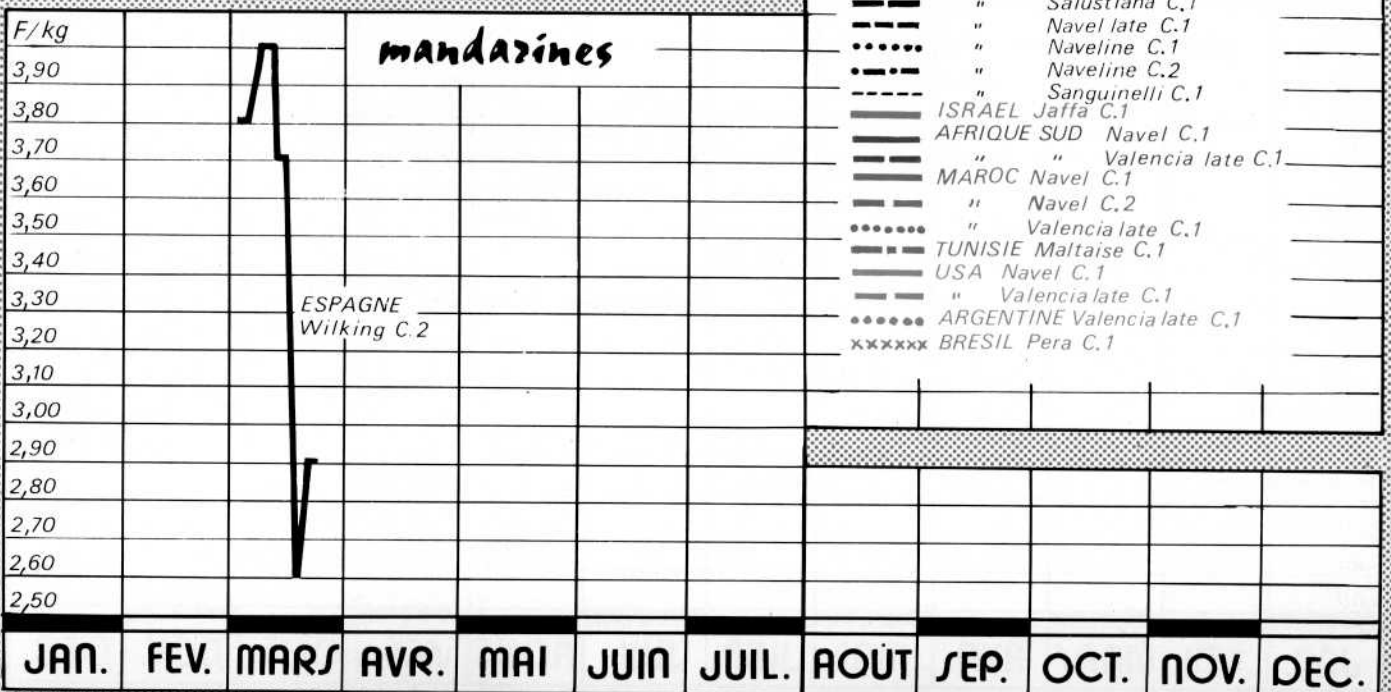 F/kg
mandarines
3,90
3,80
3,70
3,60
3,50
3,40
3,30
3,20
3,10
3,00
2,90
2,80
2,70
2,60
2,50
ESPAGNE
Wilking C.2
" Salustiana C.1
" Navel late C.1
" Naveline C.1
" Naveline C.2
" Sanguinelli C.1
ISRAEL Jaffa C.1
AFRIQUE SUD Navel C.1
" " Valencia late C.1
MAROC Navel C.1
" Navel C.2
" Valencia late C.1
TUNISIE Maltaise C.1
USA Navel C.1
" Valencia late C.1
ARGENTINE Valencia late C.1
BRESIL Pera C.1
JAN. FEV. MARS AVR. MAI JUIN JUIL. AOÛT SEP. OCT. NOV. DEC.